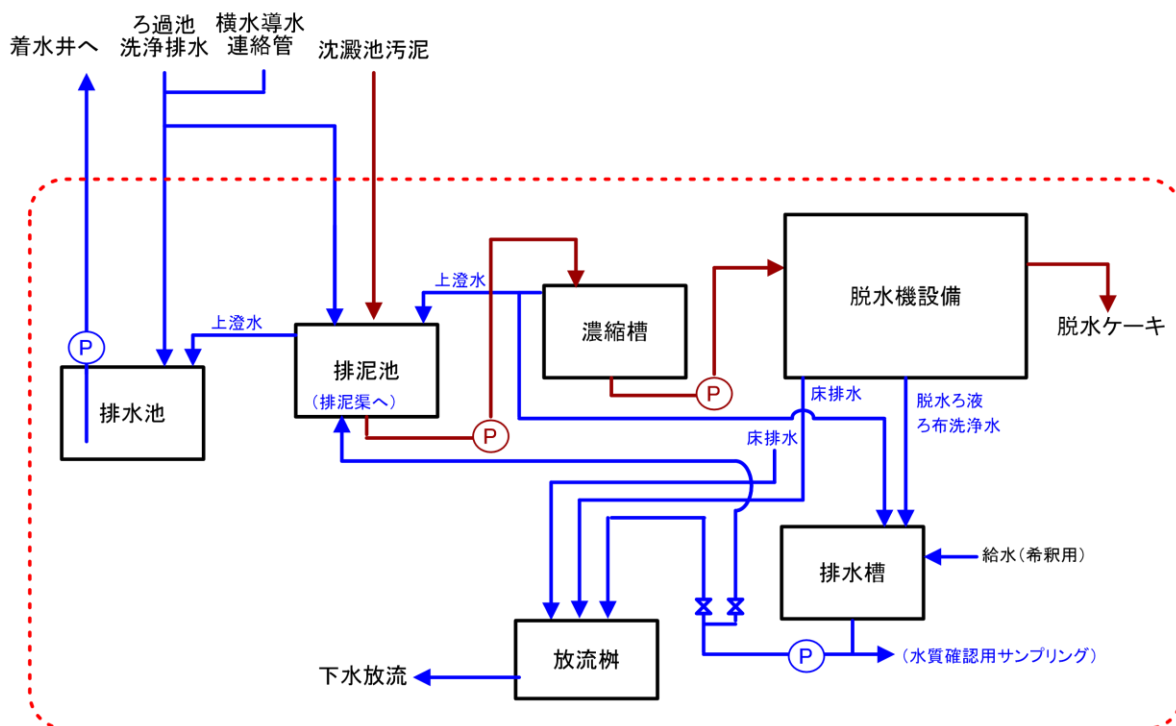 着水井へ
ろ過池
洗浄排水
横水導水
連絡管
沈澱池汚泥
上澄水
上澄水
P
排水池
排泥池
(排泥渠へ)
P
濃縮槽
P
脱水機設備
脱水ケーキ
床排水
脱水ろ液
ろ布洗浄水
床排水
排水槽
給水(希釈用)
放流桝
下水放流
P
(水質確認用サンプリング)